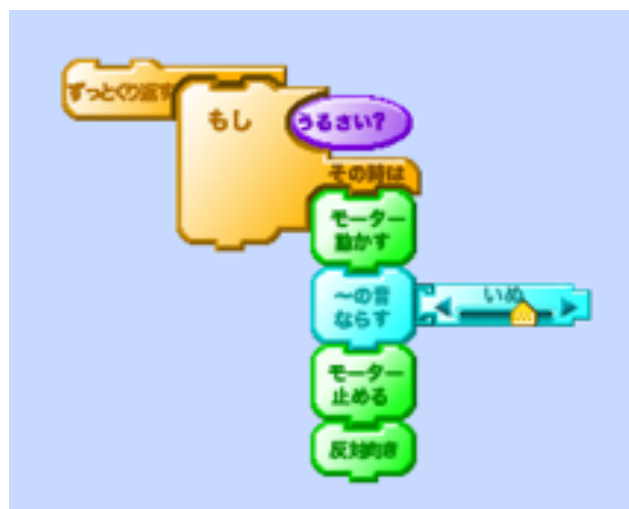 ずっとくり返す
もし
うるさい?
その時は
モーター
動かす
～の音
ならす
いぬ
モーター
止める
反対向き